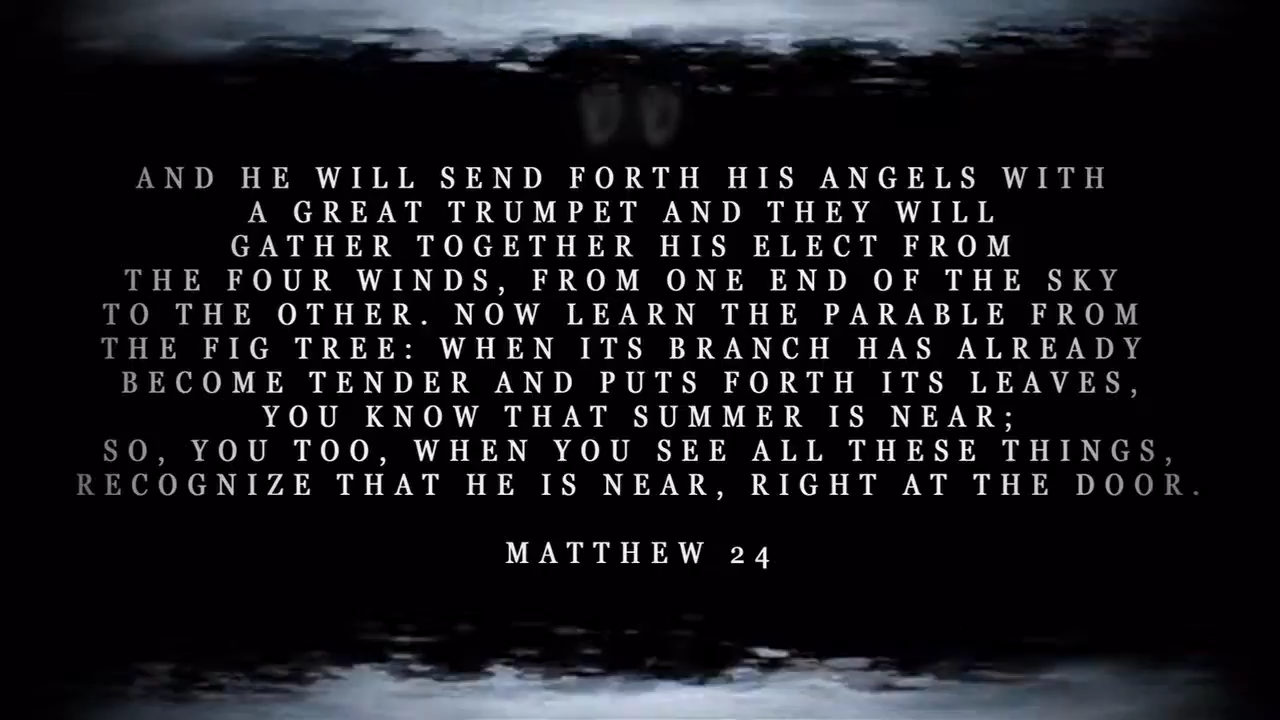 AND HE WILL SEND FORTH HIS ANGELS WITH
A GREAT TRUMPET AND THEY WILL
GATHER TOGETHER HIS ELECT FROM
THE FOUR WINDS, FROM ONE END OF THE SKY
TO THE OTHER. NOW LEARN THE PARABLE FROM
THE FIG TREE: WHEN ITS BRANCH HAS ALREADY
BECOME TENDER AND PUTS FORTH ITS LEAVES,
YOU KNOW THAT SUMMER IS NEAR;
SO, YOU TOO, WHEN YOU SEE ALL THESE THINGS,
RECOGNIZE THAT HE IS NEAR, RIGHT AT THE DOOR.
MATTHEW 24